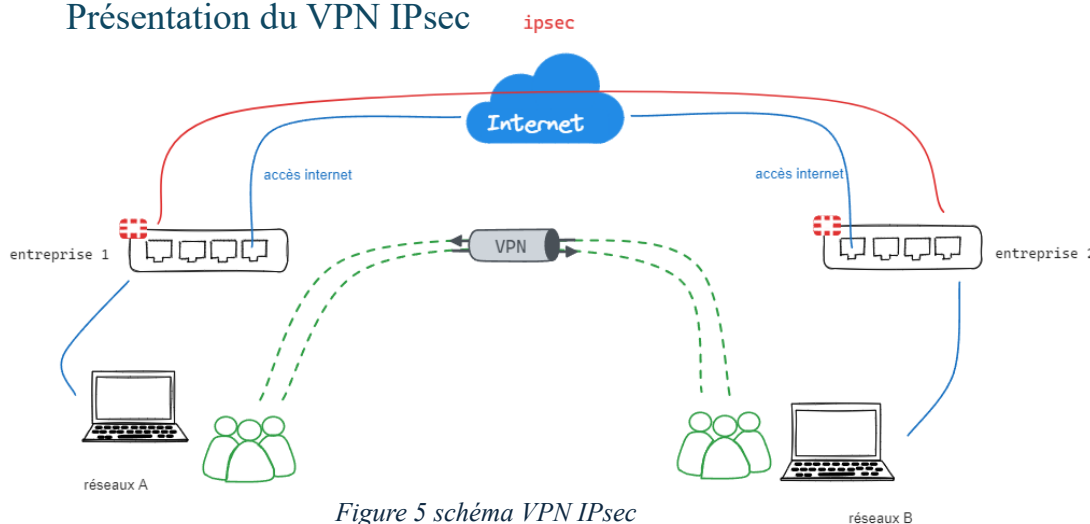 Présentation du VPN IPsec
ipsec
Internet
accès internet
accès internet
entreprise 1
VPN
entreprise 2
réseaux A
réseaux B
Figure 5 schéma VPN IPsec